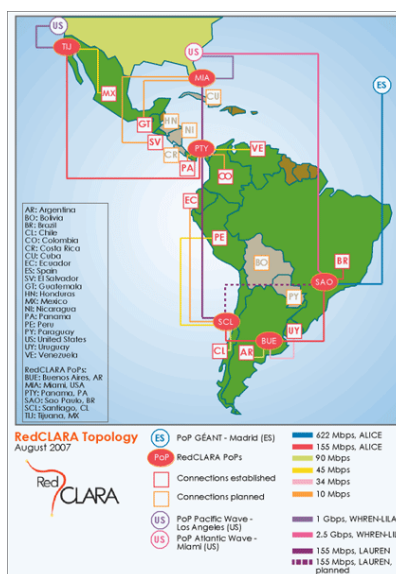 US
TIJ
US
MIA
ES
MX
CU
GT
HN
NI
SV
CR
PTY
VE
PA
CO
EC
PE
BR
BO
SAO
PY
SCL
BUE
UY
CL
AR
AR: Argentina
BO: Bolivia
BR: Brazil
CL: Chile
CO: Colombia
CR: Costa Rica
CU: Cuba
EC: Ecuador
ES: Spain
SV: El Salvador
GT: Guatemala
HN: Honduras
MX: Mexico
NI: Nicaragua
PA: Panama
PE: Peru
PY: Paraguay
US: United States
UY: Uruguay
VE: Venezuela
RedCLARA PoPs:
BUE: Buenos Aires, AR
MIA: Miami, USA
PTY: Panama, PA
SAO: Sao Paulo, BR
SCL: Santiago, CL
TIJ: Tijuana, MX
RedCLARA Topology
August 2007
Red CLARA
ES PoP GÉANT - Madrid (ES)
PoP RedCLARA PoPs
Connections established
Connections planned
US PoP Pacific Wave -
Los Angeles (US)
US PoP Atlantic Wave -
Miami (US)
622 Mbps, ALICE
155 Mbps, ALICE
90 Mbps
45 Mbps
34 Mbps
10 Mbps
1 Gbps, WHREN-LILA
2.5 Gbps, WHREN-LILA
155 Mbps, LAUREN
155 Mbps, LAUREN,
planned